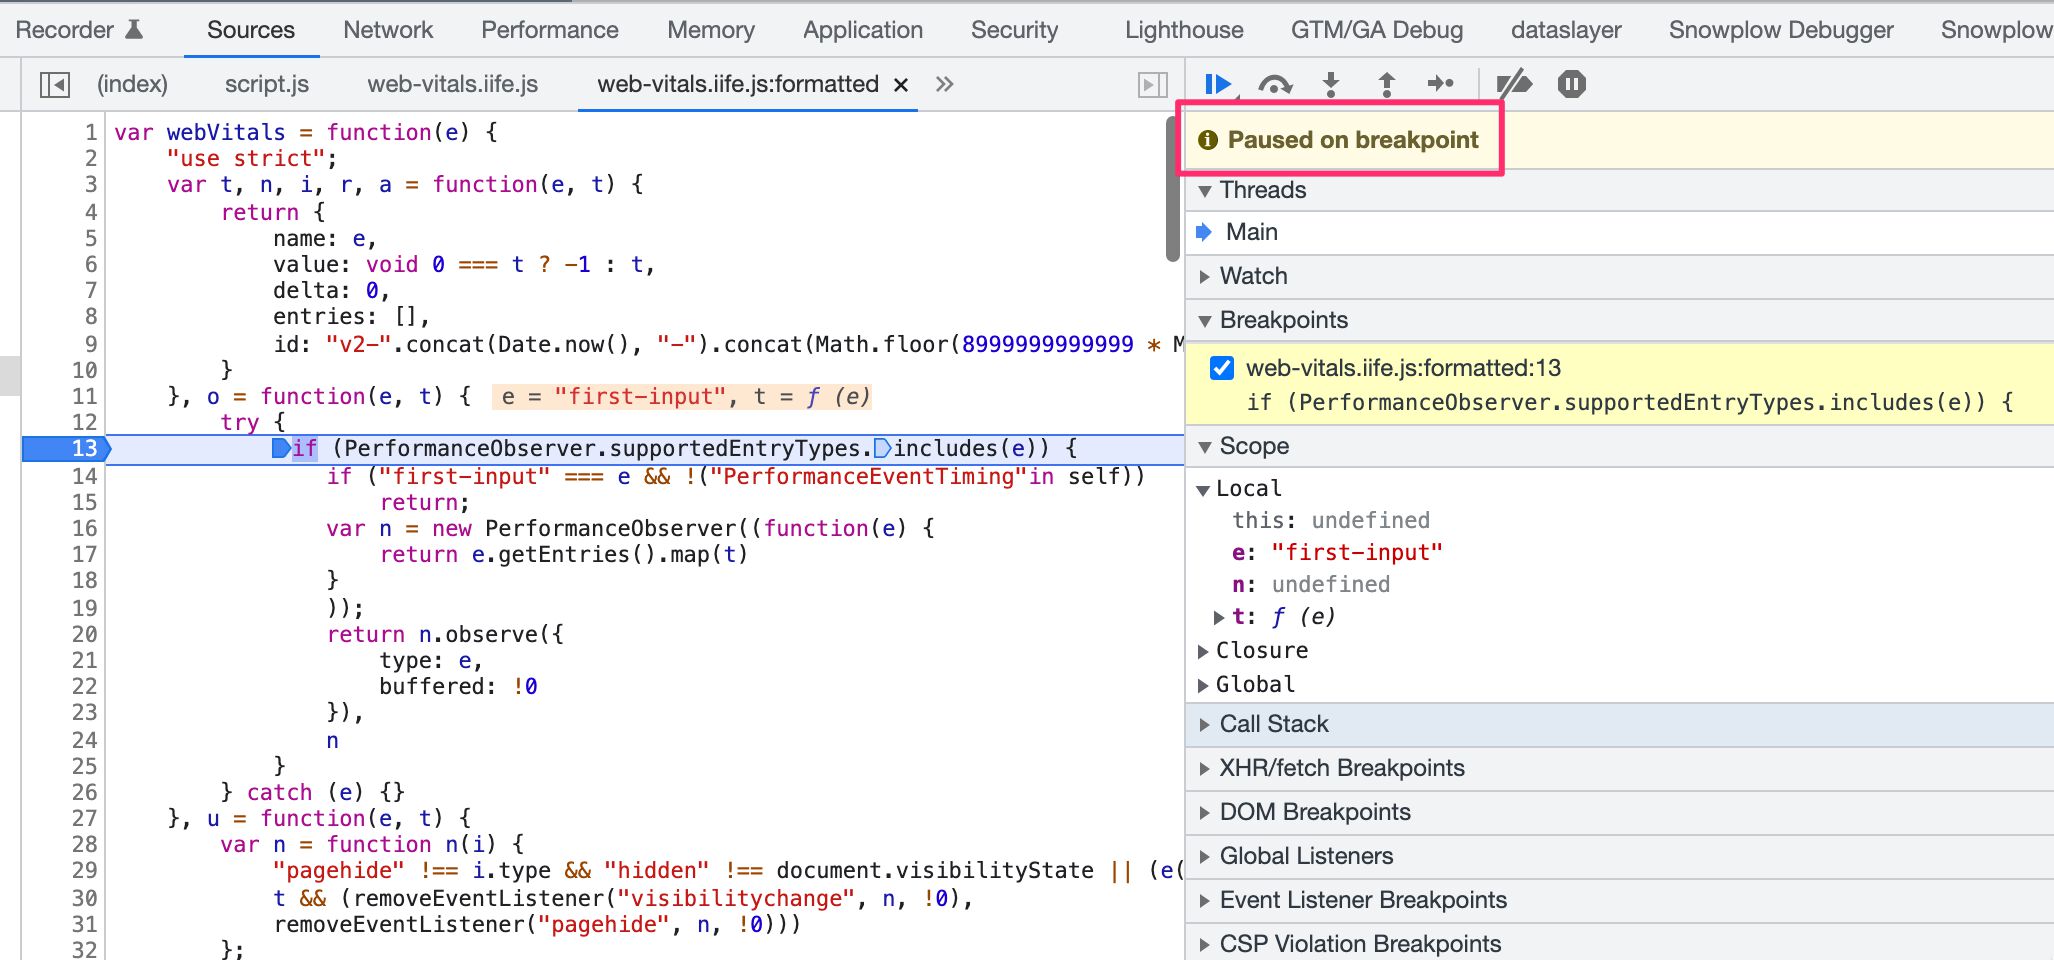 Recorder Sources Network Performance Memory Application Security Lighthouse GTM/GA Debug dataslayer Snowplow Debugger Snowplow
(index) script.js web-vitals.iife.js web-vitals.iife.js:formatted × »
1 var webVitals = function(e) {
2 "use strict";
3 var t, n, i, r, a = function(e, t) {
4 return {
5 name: e,
6 value: void 0 === t ? -1 : t,
7 delta: 0,
8 entries: [],
9 id: "v2-".concat(Date.now(), "-").concat(Math.floor(8999999999999 * M
10 }
11 }, o = function(e, t) { e = "first-input", t = ƒ (e)
12 try {
13 if (PerformanceObserver.supportedEntryTypes.includes(e)) {
14 if ("first-input" === e && !("PerformanceEventTiming"in self))
15 return;
16 var n = new PerformanceObserver((function(e) {
17 return e.getEntries().map(t)
18 }
19 ));
20 return n.observe({
21 type: e,
22 buffered: !0
23 }),
24 n
25 }
26 } catch (e) {}
27 }, u = function(e, t) {
28 var n = function n(i) {
29 "pagehide" !== i.type && "hidden" !== document.visibilityState || (e(
30 t && (removeEventListener("visibilitychange", n, !0),
31 removeEventListener("pagehide", n, !0)))
32 };
Paused on breakpoint
Threads
Main
Watch
Breakpoints
web-vitals.iife.js:formatted:13
if (PerformanceObserver.supportedEntryTypes.includes(e)) {
Scope
Local
this: undefined
e: "first-input"
n: undefined
t: ƒ (e)
Closure
Global
Call Stack
XHR/fetch Breakpoints
DOM Breakpoints
Global Listeners
Event Listener Breakpoints
CSP Violation Breakpoints